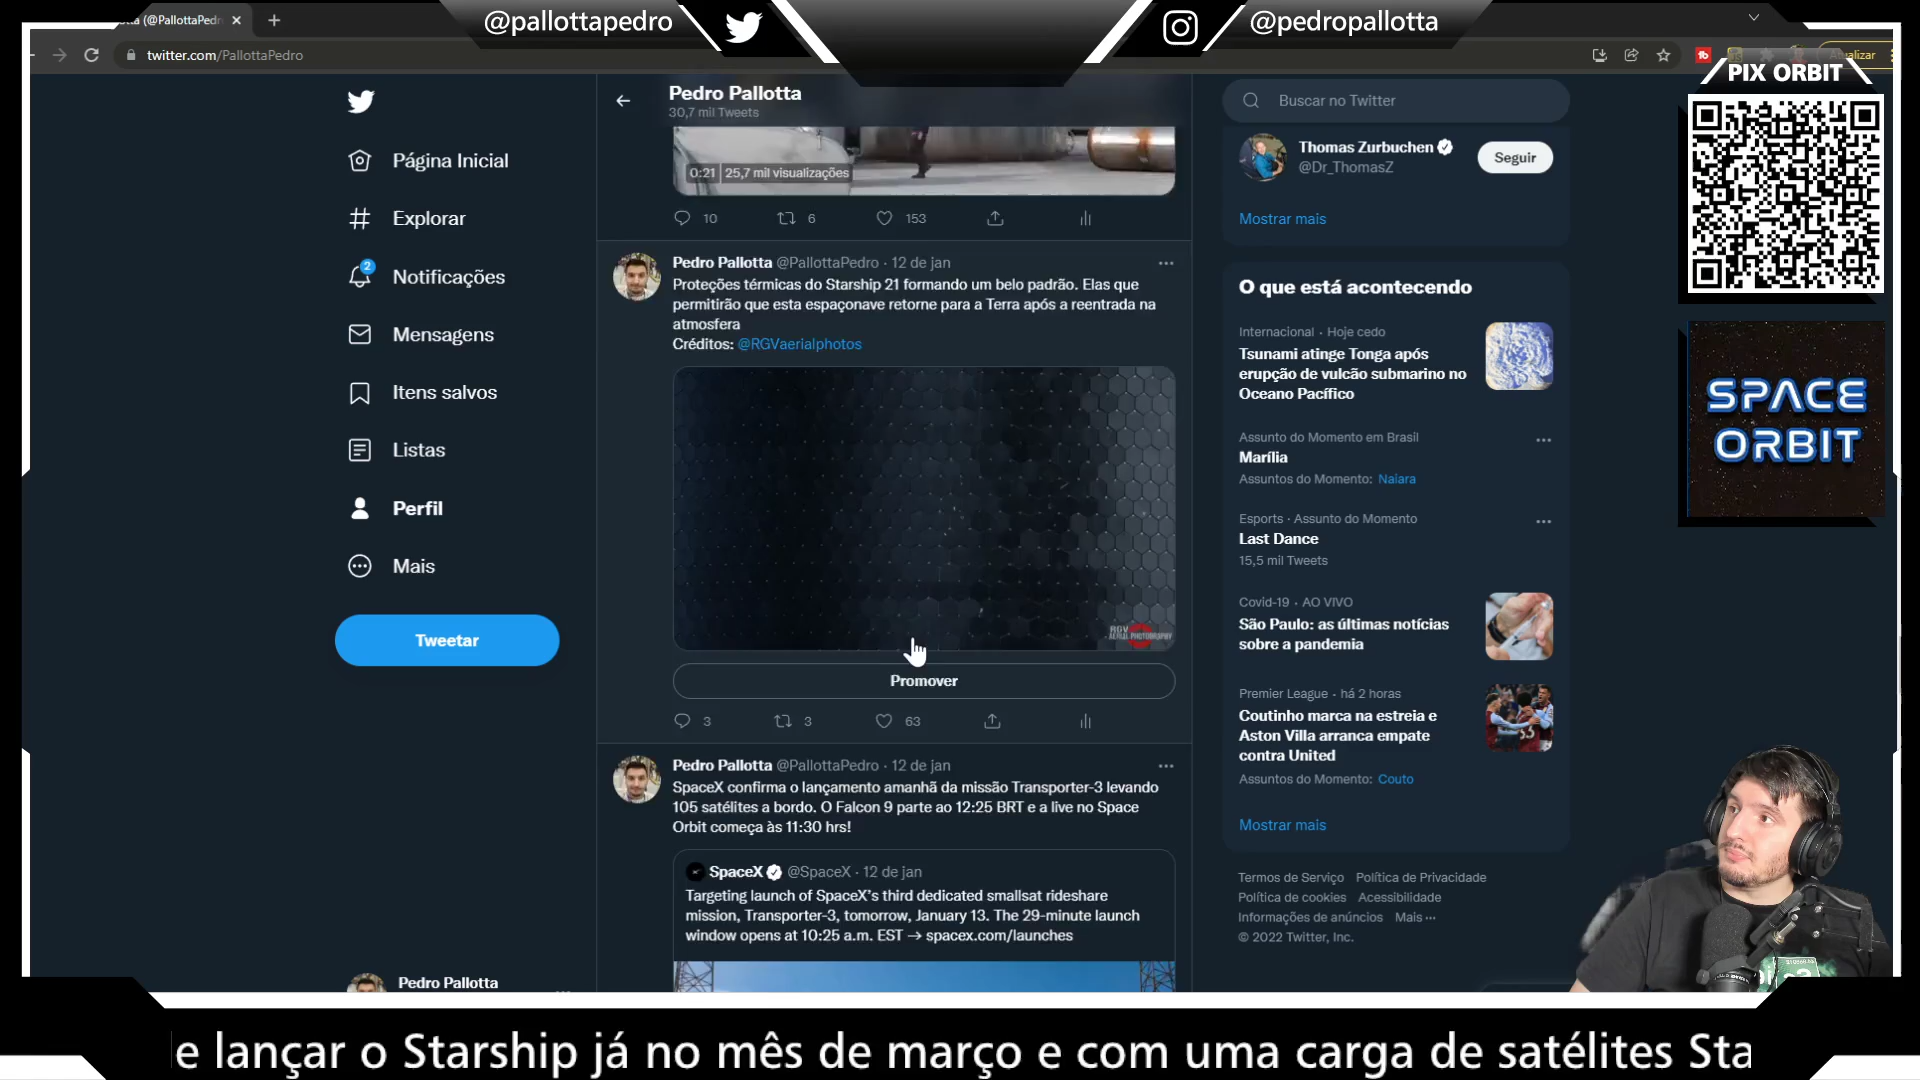 @pallottapedro
@pedropallotta
twitter.com/PallottaPedro
PIX ORBIT
SPACE
ORBIT
Página Inicial
Explorar
2
Notificações
Mensagens
Itens salvos
Listas
Perfil
Mais
Tweetar
Pedro Pallotta
Pedro Pallotta
30,7 mil Tweets
0:21 25,7 mil visualizações
10 6 153
Pedro Pallotta @PallottaPedro · 12 de jan
Proteções térmicas do Starship 21 formando um belo padrão. Elas que
permitirão que esta espaçonave retorne para a Terra após a reentrada na
atmosfera
Créditos: @RGVaerialphotos
RGV
AERIAL PHOTOGRAPHY
Promover
3 3 63
Pedro Pallotta @PallottaPedro · 12 de jan
SpaceX confirma o lançamento amanhã da missão Transporter-3 levando
105 satélites a bordo. O Falcon 9 parte ao 12:25 BRT e a live no Space
Orbit começa às 11:30 hrs!
SpaceX @SpaceX · 12 de jan
Targeting launch of SpaceX's third dedicated smallsat rideshare
mission, Transporter-3, tomorrow, January 13. The 29-minute launch
window opens at 10:25 a.m. EST → spacex.com/launches
Buscar no Twitter
Thomas Zurbuchen
@Dr_ThomasZ
Seguir
Mostrar mais
O que está acontecendo
Internacional · Hoje cedo
Tsunami atinge Tonga após
erupção de vulcão submarino no
Oceano Pacífico
Assunto do Momento em Brasil
Marília
Assuntos do Momento: Naiara
Esports · Assunto do Momento
Last Dance
15,5 mil Tweets
Covid-19 · AO VIVO
São Paulo: as últimas notícias
sobre a pandemia
Premier League · há 2 horas
Coutinho marca na estreia e
Aston Villa arranca empate
contra United
Assuntos do Momento: Couto
Mostrar mais
Termos de Serviço Política de Privacidade
Política de cookies Acessibilidade
Informações de anúncios Mais ···
© 2022 Twitter, Inc.
e lançar o Starship já no mês de março e com uma carga de satélites Sta